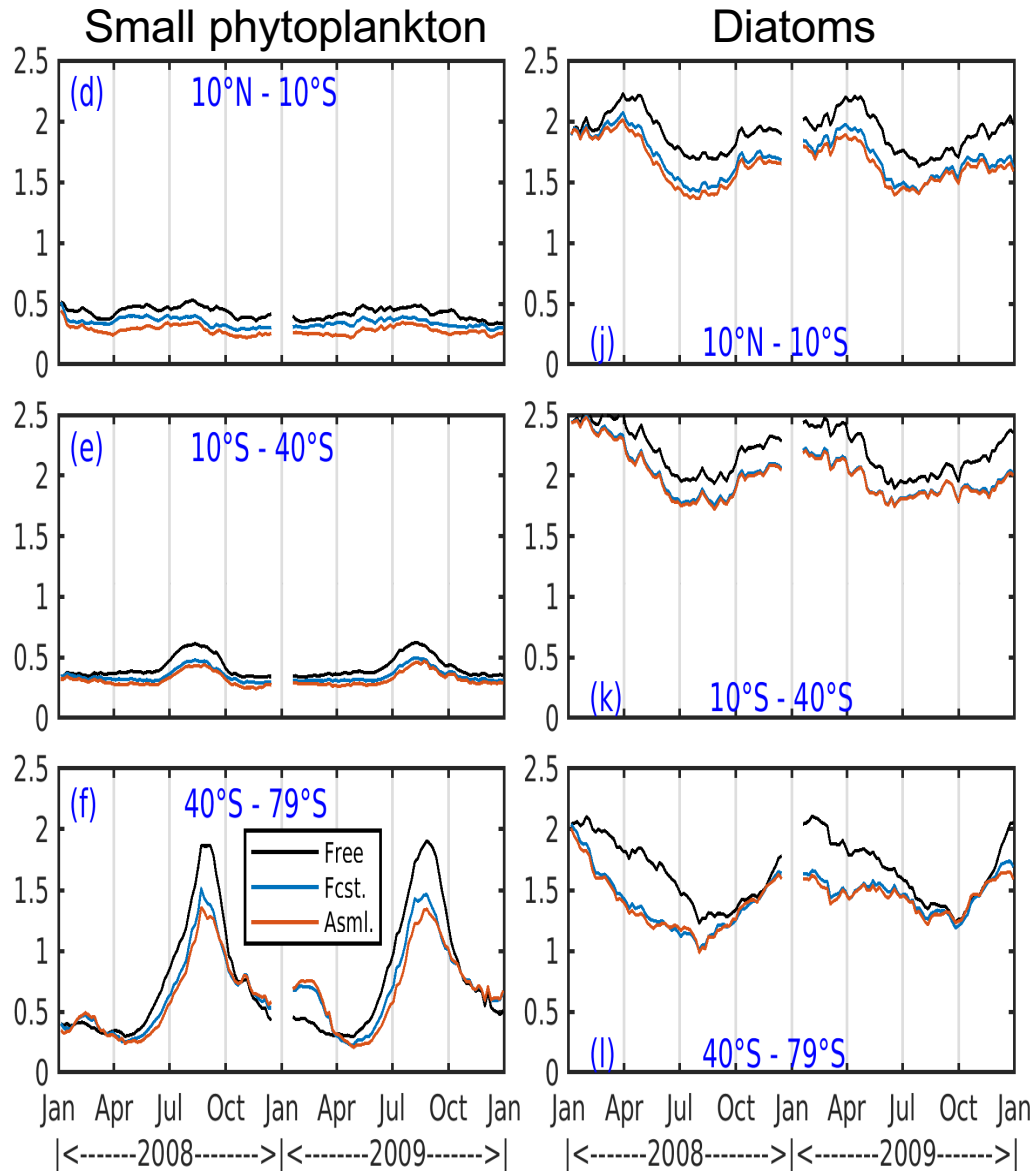 Small phytoplankton
Diatoms
2.5
2
1.5
1
0.5
0
(d)
10°N - 10°S
2.5
2
1.5
1
0.5
0
(j)
10°N - 10°S
2.5
2
1.5
1
0.5
0
(e)
10°S - 40°S
2.5
2
1.5
1
0.5
0
(k)
10°S - 40°S
2.5
2
1.5
1
0.5
0
(f)
40°S - 79°S
Free
Fcst.
Asml.
2.5
2
1.5
1
0.5
0
(l)
40°S - 79°S
Jan Apr Jul Oct Jan Apr Jul Oct Jan
|<-------2008------->|<-------2009------->|
Jan Apr Jul Oct Jan Apr Jul Oct Jan
|<-------2008------->|<-------2009------->|